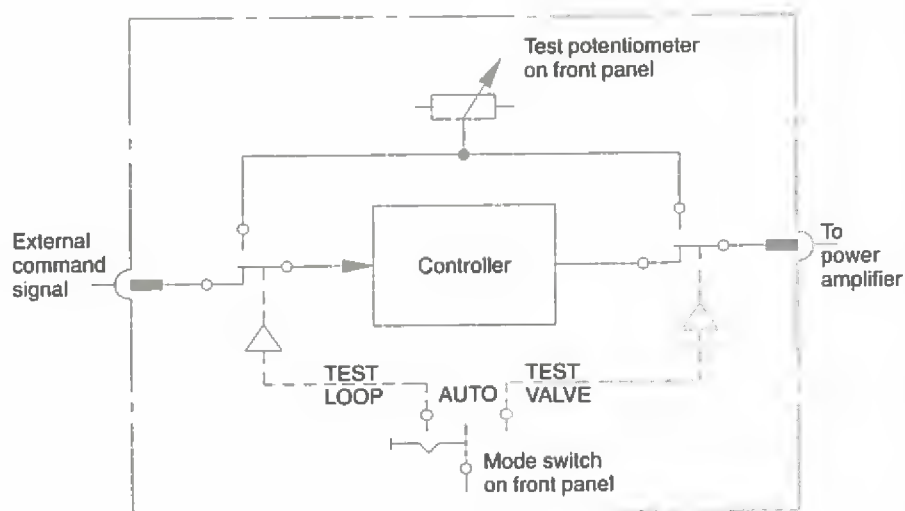 Test potentiometer
on front panel
External
command
signal
Controller
To
power
amplifier
TEST
LOOP
AUTO
TEST
VALVE
Mode switch
on front panel